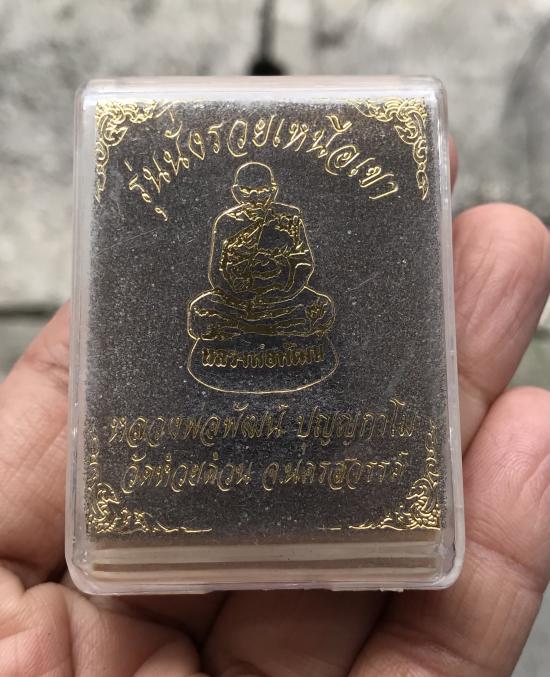 รุ่นนั่งรวยเหนือเขา
หลวงพ่อพัฒน์
หลวงพ่อพัฒน์ ปุญญกาโม
วัดห้วยด้วน จ.นครสวรรค์